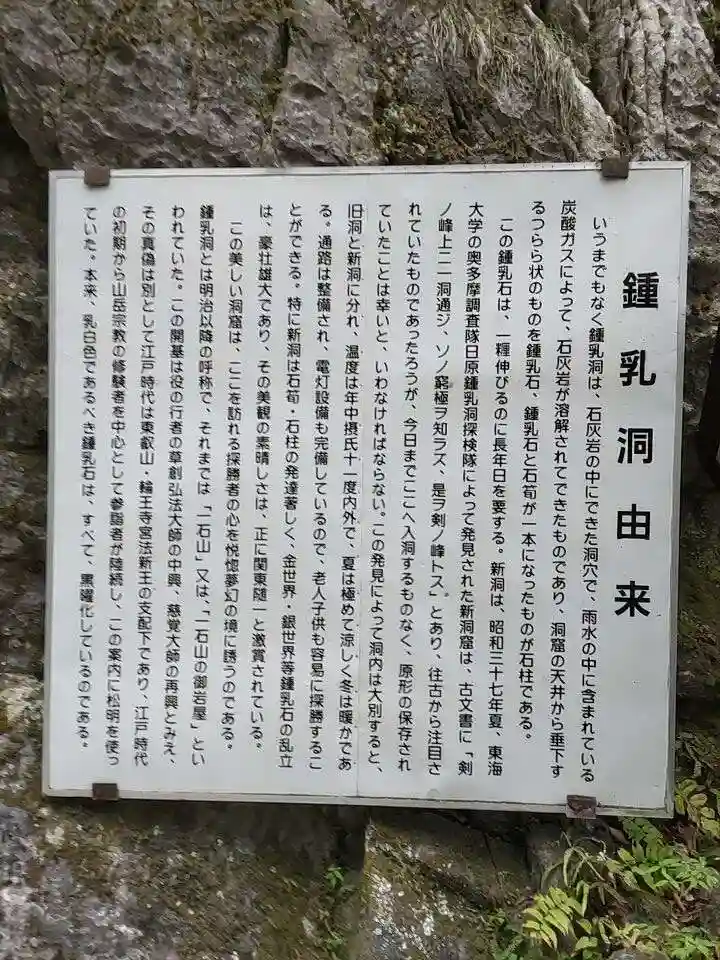 鍾乳洞由来
いうまでもなく鍾乳洞は、石灰岩の中にできた洞穴で、雨水の中に含まれている
炭酸ガスによって、石灰岩が溶解されてできたものであり、洞窟の天井から垂下す
るつらら状のものを鍾乳石、鍾乳石と石筍が一本になったものが石柱である。
この鍾乳石は、一糎伸びるのに長年日を要する。新洞は、昭和三十七年夏、東海
大学の奥多摩調査隊日原鍾乳洞探検隊によって発見された新洞窟は、古文書に「剣
ノ峰上ニ一洞通ジ、ソノ窮極ヲ知ラズ、是ヲ剣ノ峰トス」とあり、往古から注目さ
れていたものであったろうが、今日までここへ入洞するものなく、原形の保存され
ていたことは幸いと、いわなければならない。この発見によって洞内は大別すると、
旧洞と新洞に分れ、温度は年中摂氏十一度内外で、夏は極めて涼しく冬は暖かであ
る。通路は整備され、電灯設備も完備しているので、老人子供も容易に探勝するこ
とができる。特に新洞は石筍・石柱の発達著しく、金世界・銀世界等鍾乳石の乱立
は、豪壮雄大であり、その美観の素晴しさは、正に関東随一と激賞されている。
この美しい洞窟は、ここを訪れる探勝者の心を恍惚夢幻の境に誘うのである。
鍾乳洞とは明治以降の呼称で、それまでは「一石山」又は、「一石山の御岩屋」とい
われていた。この開基は役の行者の草創弘法大師の中興、慈覚大師の再興とみえ、
その真偽は別として江戸時代は東叡山・輪王寺宮法新王の支配下であり、江戸時代
の初期から山岳宗教の修験者を中心として参詣者が陸続し、この案内に松明を使っ
ていた。本来、乳白色であるべき鍾乳石は、すべて、黒曜化しているのである。